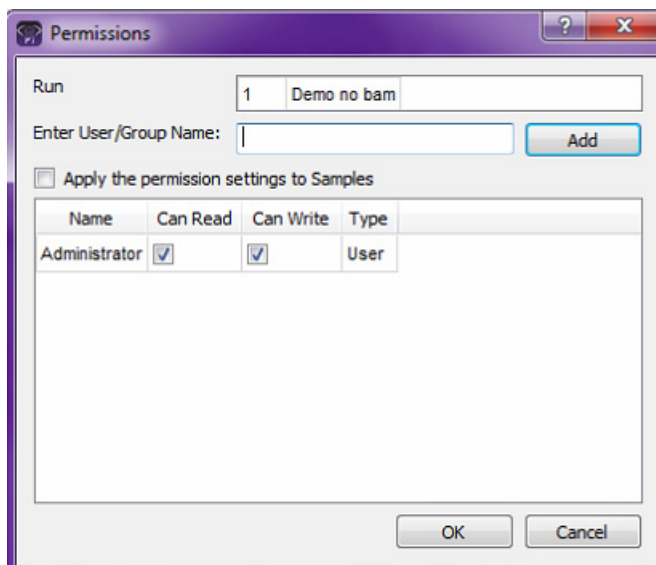 Permissions
Run 1 Demo no bam
Enter User/Group Name: Add
Apply the permission settings to Samples
Name Can Read Can Write Type
Administrator User
OK Cancel